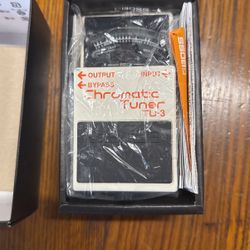 OUTPUT INPUT
BYPASS
Chromatic
Tuner
TU-3